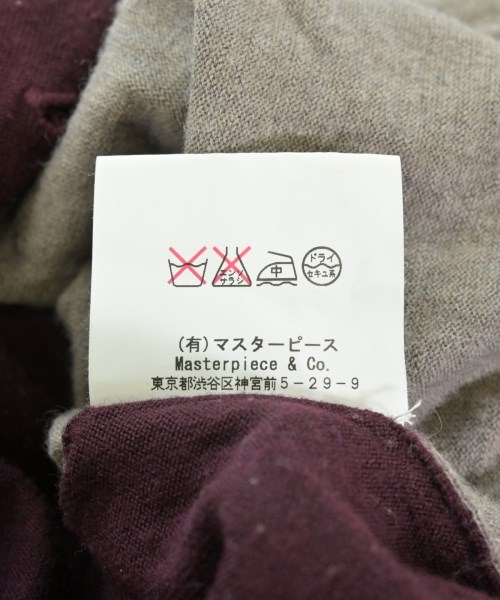 エンソ
サラシ
中
ドライ
セキユ系
(有)マスターピース
Masterpiece & Co.
東京都渋谷区神宮前5-29-9